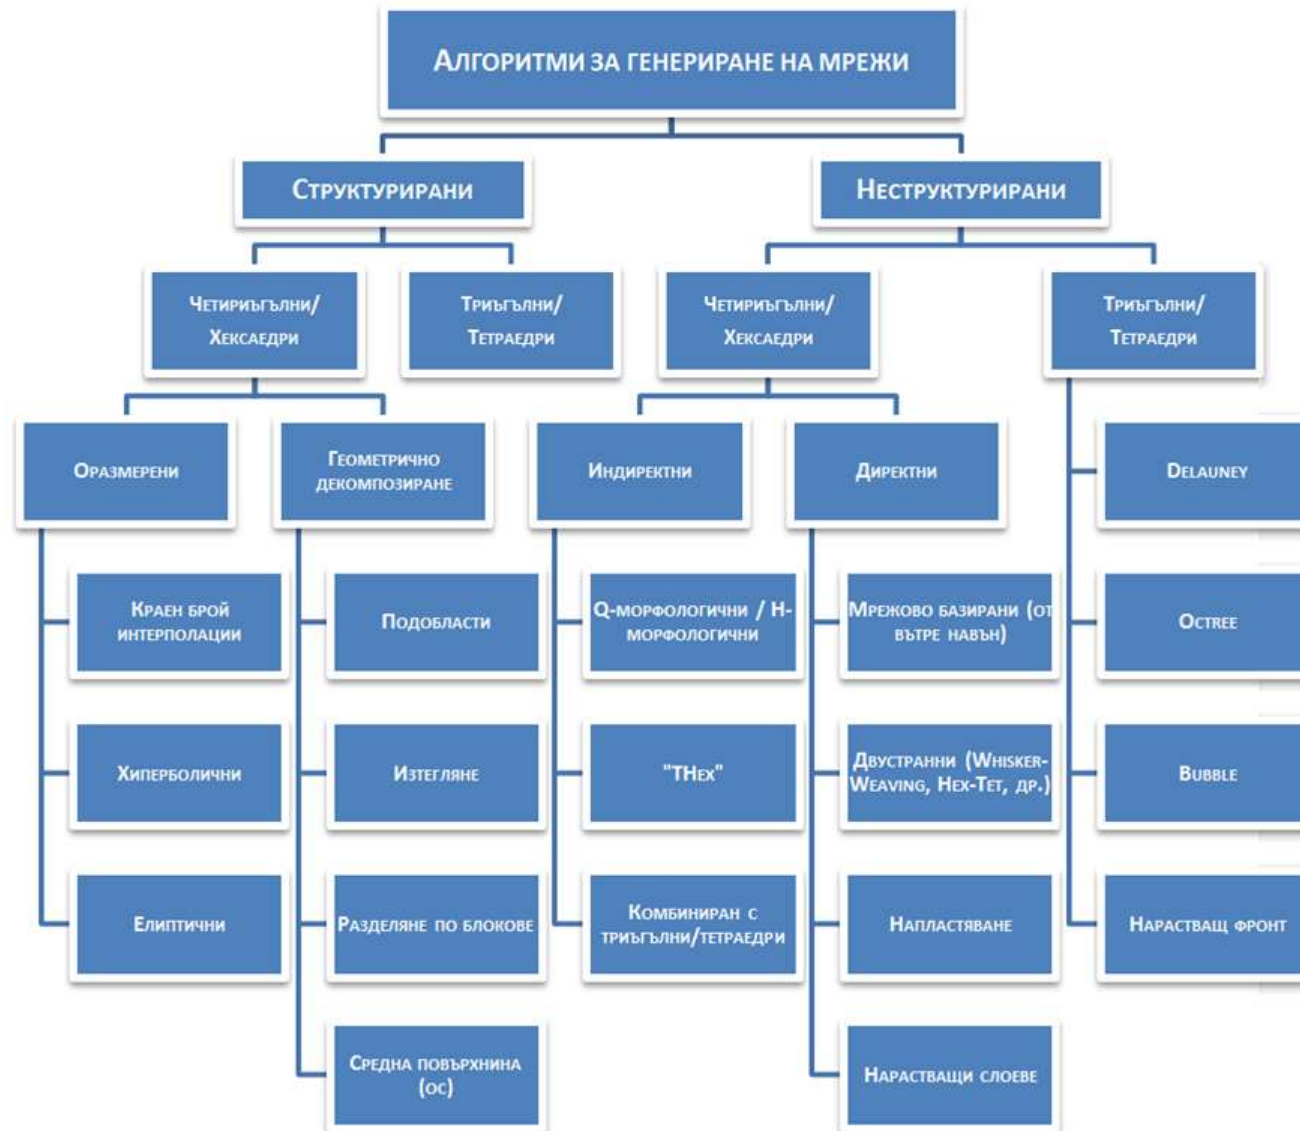 Алгоритми за генериране на мрежи
Структурирани
Неструктурирани
Четириъгълни/
Хексаедри
Триъгълни/
Тетраедри
Четириъгълни/
Хексаедри
Триъгълни/
Тетраедри
Оразмерени
Геометрично
декомпозиране
Индиректни
Директни
Delauney
Краен брой
интерполации
Подобласти
Q-морфологични / H-
морфологични
Мрежово базирани (от
вътре навън)
Octree
Хиперболични
Изтегляне
"THex"
Двустранни (Whisker-
Weaving, Hex-Tet, др.)
Bubble
Елиптични
Разделяне по блокове
Комбиниран с
триъгълни/тетраедри
Напластяване
Нарастващ фронт
Средна повърхнина
(ос)
Нарастващи слоеве